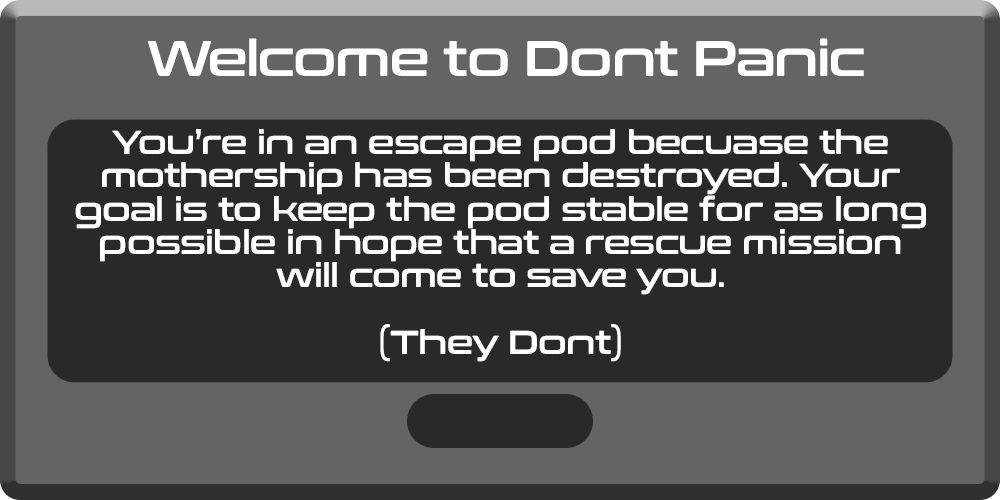 Welcome to Dont Panic
You're in an escape pod becuase the
mothership has been destroyed. Your
goal is to keep the pod stable for as long
possible in hope that a rescue mission
will come to save you.
(They Dont)